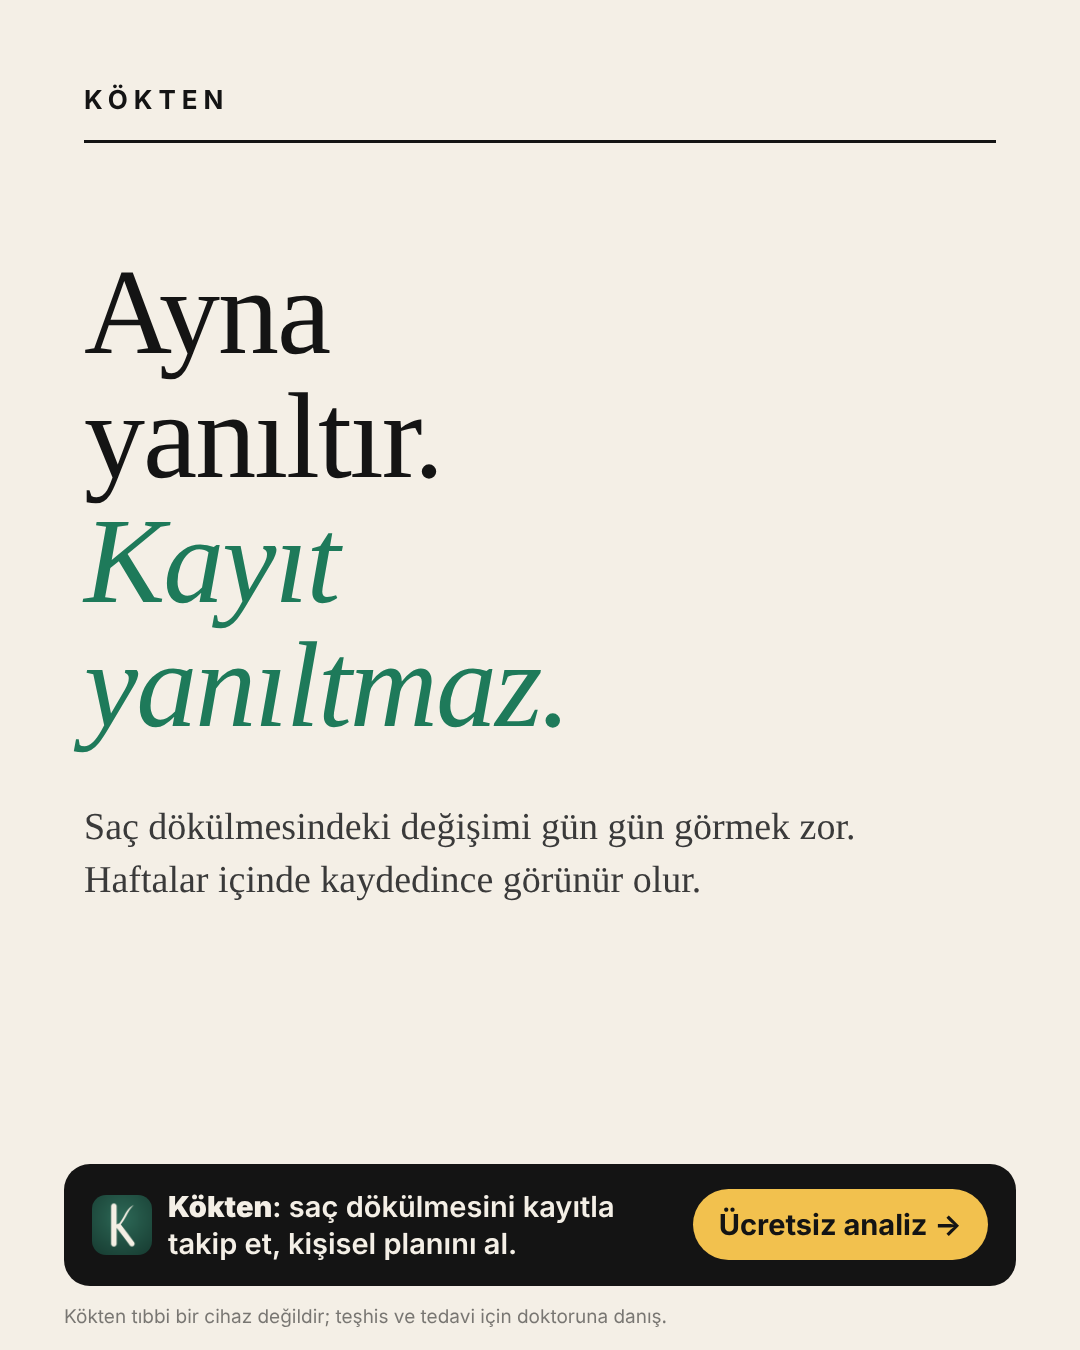 KÖKTEN
Ayna
yanıltır.
Kayıt
yanıltmaz.
Saç dökülmesindeki değişimi gün gün görmek zor.
Haftalar içinde kaydedince görünür olur.
K
Kökten: saç dökülmesini kayıtla
takip et, kişisel planını al.
Ücretsiz analiz →
Kökten tıbbi bir cihaz değildir; teşhis ve tedavi için doktoruna danış.